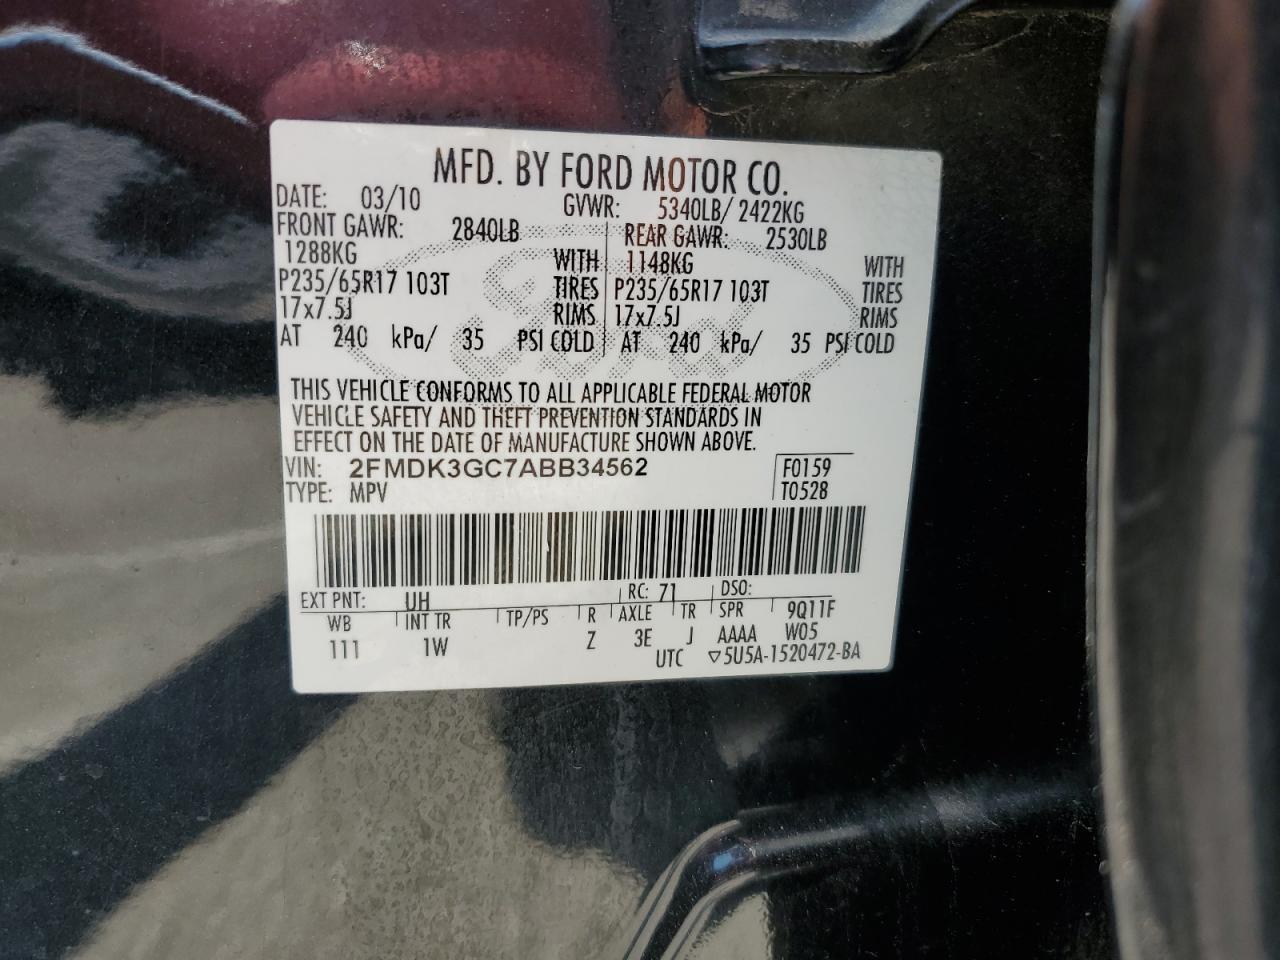 MFD. BY FORD MOTOR CO.
DATE: 03/10 GVWR: 5340LB/ 2422KG
FRONT GAWR: 2840LB REAR GAWR: 2530LB
1288KG WITH 1148KG WITH
P235/65R17 103T TIRES P235/65R17 103T TIRES
17x7.5J RIMS 17x7.5J RIMS
AT 240 kPa/ 35 PSI COLD AT 240 kPa/ 35 PSI COLD
THIS VEHICLE CONFORMS TO ALL APPLICABLE FEDERAL MOTOR
VEHICLE SAFETY AND THEFT PREVENTION STANDARDS IN
EFFECT ON THE DATE OF MANUFACTURE SHOWN ABOVE.
VIN: 2FMDK3GC7ABB34562 F0159
TYPE: MPV T0528
EXT PNT: UH RC: 71 DSO:
WB INT TR TP/PS R AXLE TR SPR 9Q11F
111 1W Z 3E J AAAA W05
UTC ▽5U5A-1520472-BA
Ford